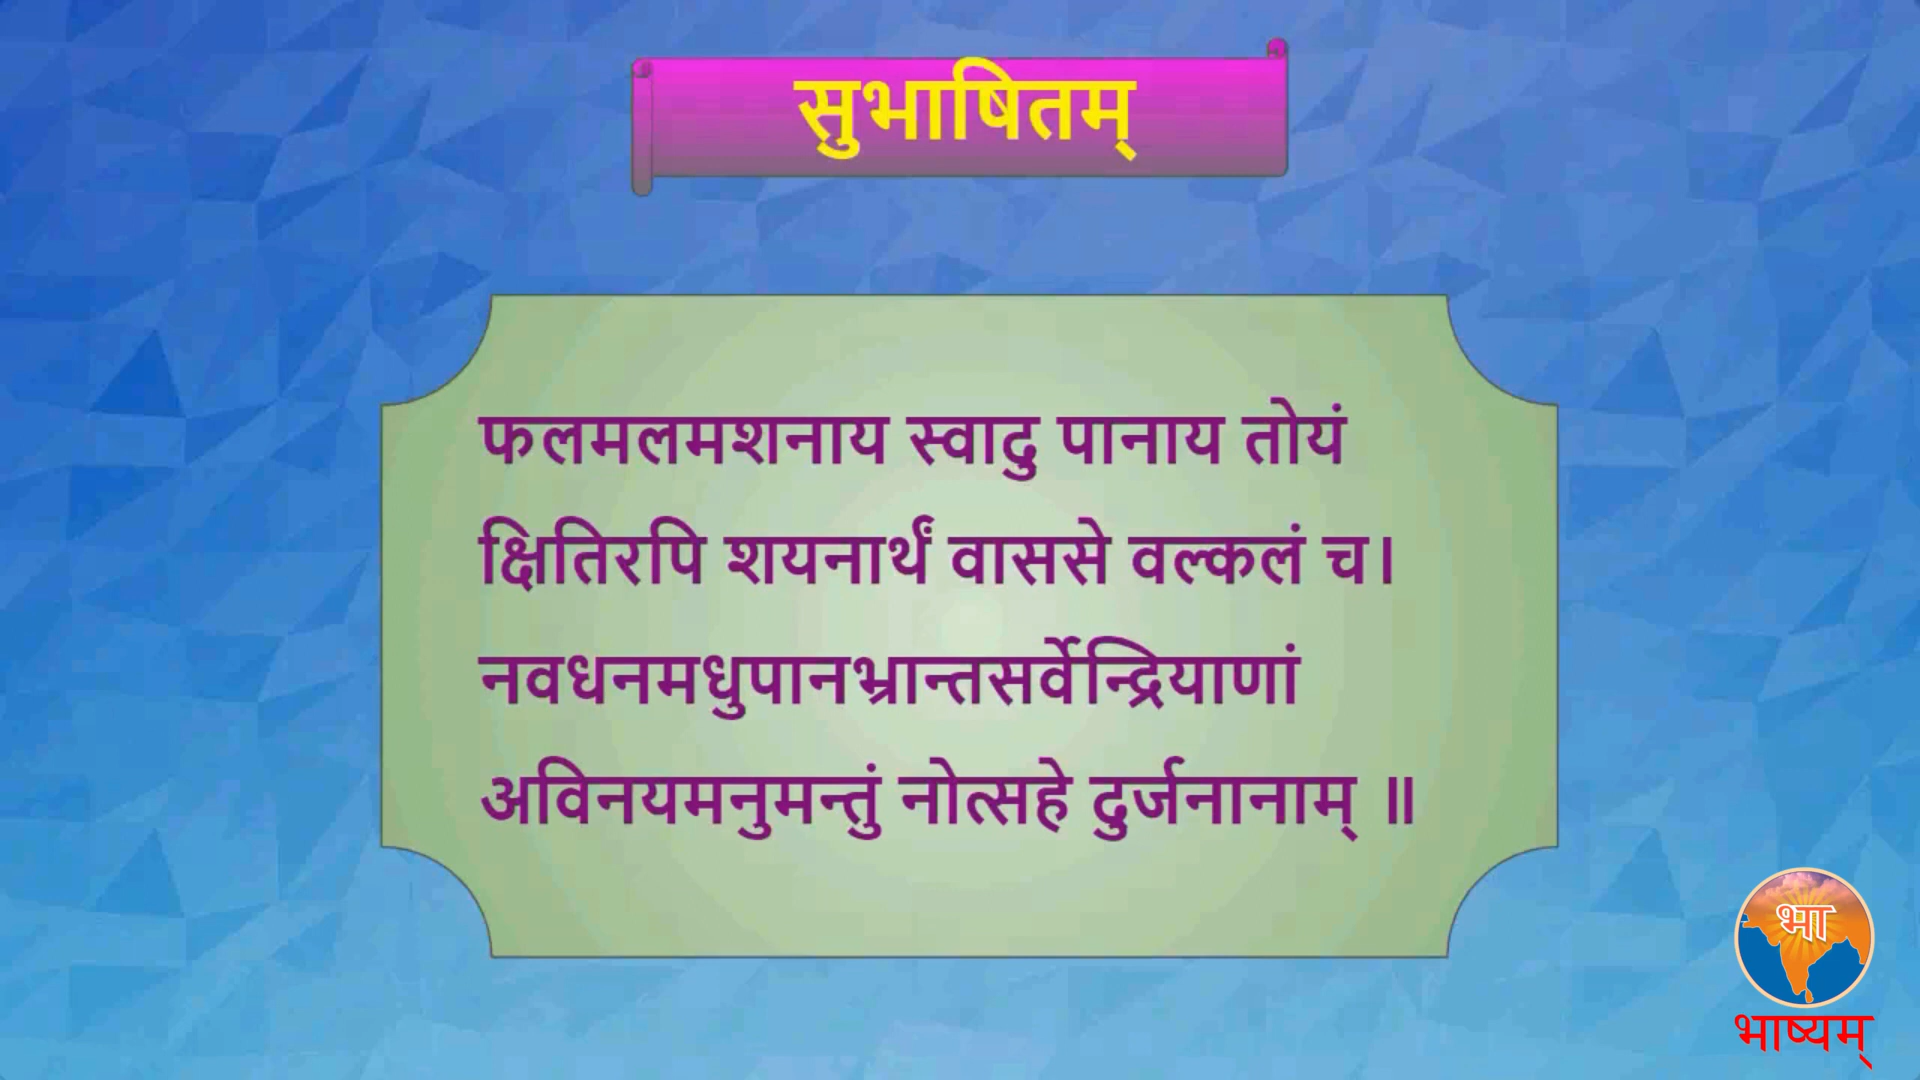 सुभाषितम्
फलमलमशनाय स्वादु पानाय तोयं
क्षितिरपि शयनार्थं वाससे वल्कलं च।
नवधनमधुपानभ्रान्तसर्वेन्द्रियाणां
अविनयमनुमन्तुं नोत्सहे दुर्जनानाम् ॥
भा
भाष्यम्